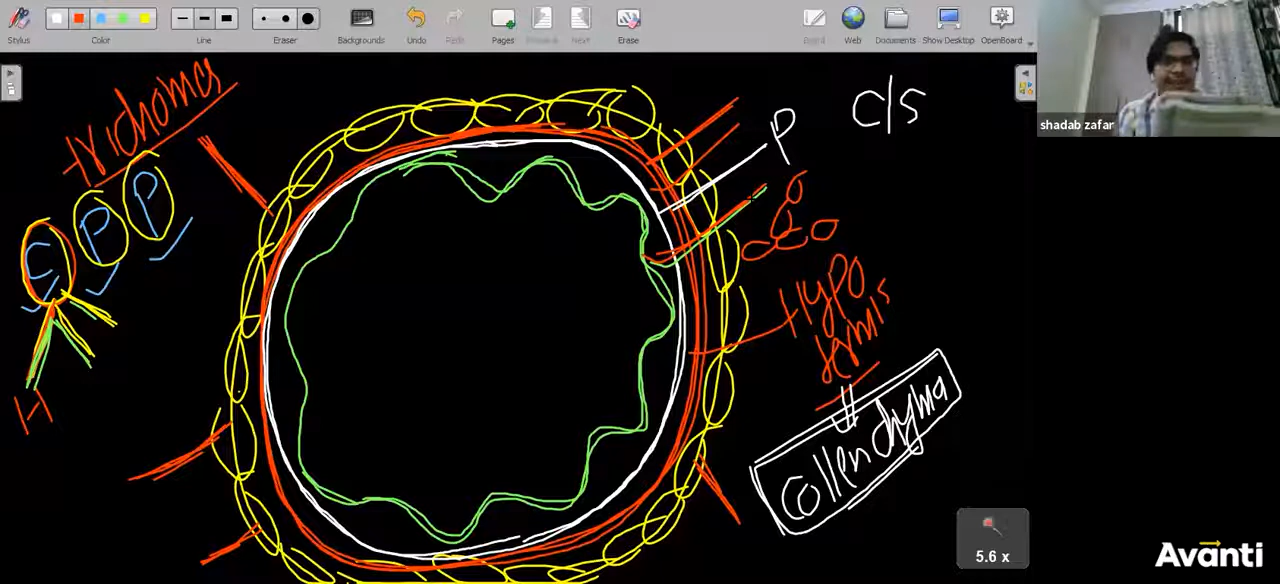 Stylus
Color
Line
Eraser
Backgrounds
Undo
Redo
Pages
Previous
Next
Erase
Board
Web
Documents
Show Desktop
OpenBoard
shadab zafar
trichomes
C P P
H
P
C/S
Hypo
dermis
Collenchyma
5.6 x
Avanti